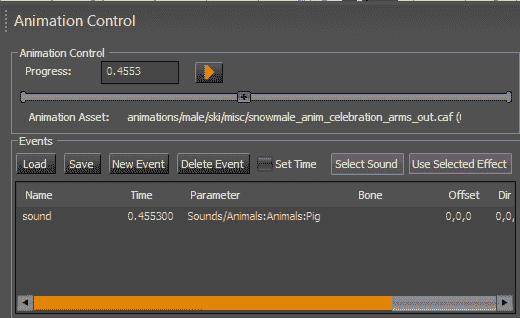 Animation Control
Animation Control
Progress: 0.4553
Animation Asset: animations/male/ski/misc/snowmale_anim_celebration_arms_out.caf (
Events
Load Save New Event Delete Event Set Time Select Sound Use Selected Effect
Name Time Parameter Bone Offset Dir
sound 0.455300 Sounds/Animals:Animals:Pig 0,0,0 0,0,